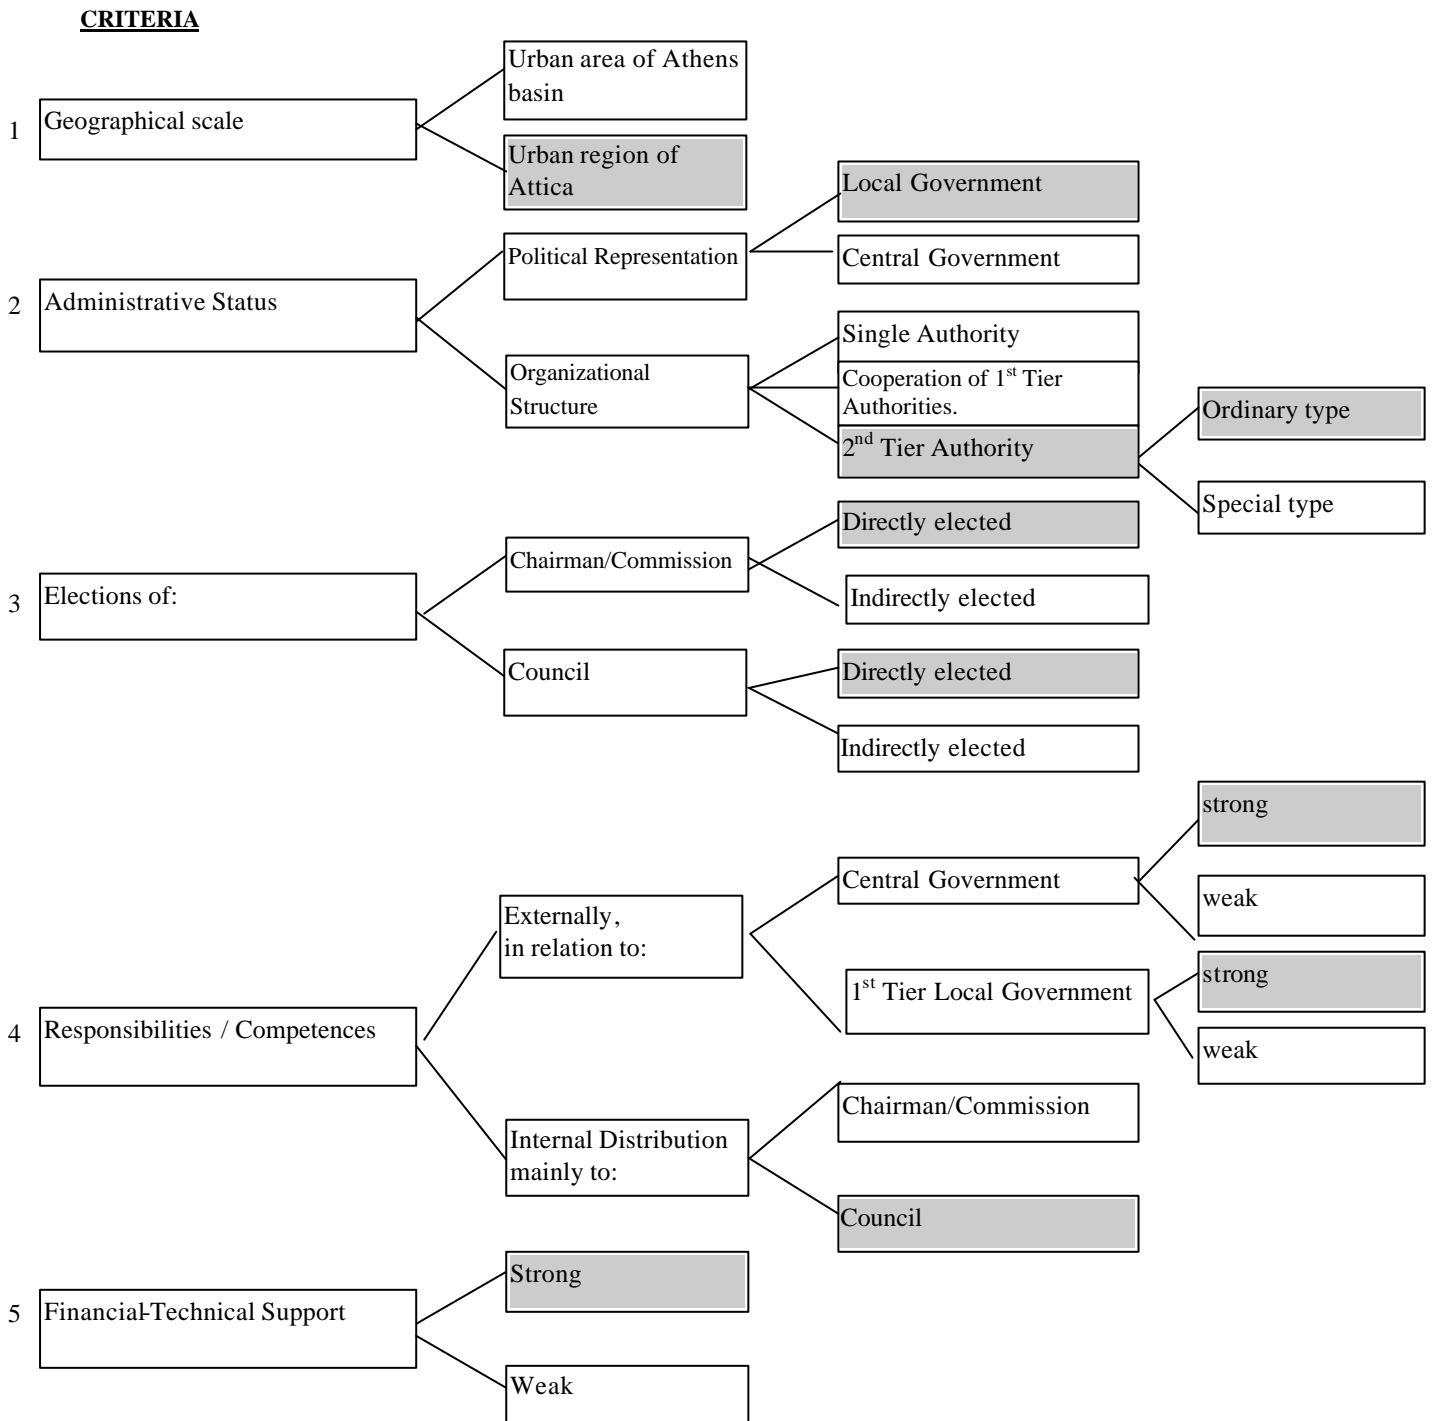 CRITERIA
1
Geographical scale
Urban area of Athens
basin
Urban region of
Attica
2
Administrative Status
Political Representation
Local Government
Central Government
Organizational
Structure
Single Authority
Cooperation of 1st Tier
Authorities.
2nd Tier Authority
Ordinary type
Special type
3
Elections of:
Chairman/Commission
Directly elected
Indirectly elected
Council
Directly elected
Indirectly elected
4
Responsibilities / Competences
Externally,
in relation to:
Central Government
strong
weak
1st Tier Local Government
strong
weak
Internal Distribution
mainly to:
Chairman/Commission
Council
5
Financial-Technical Support
Strong
Weak